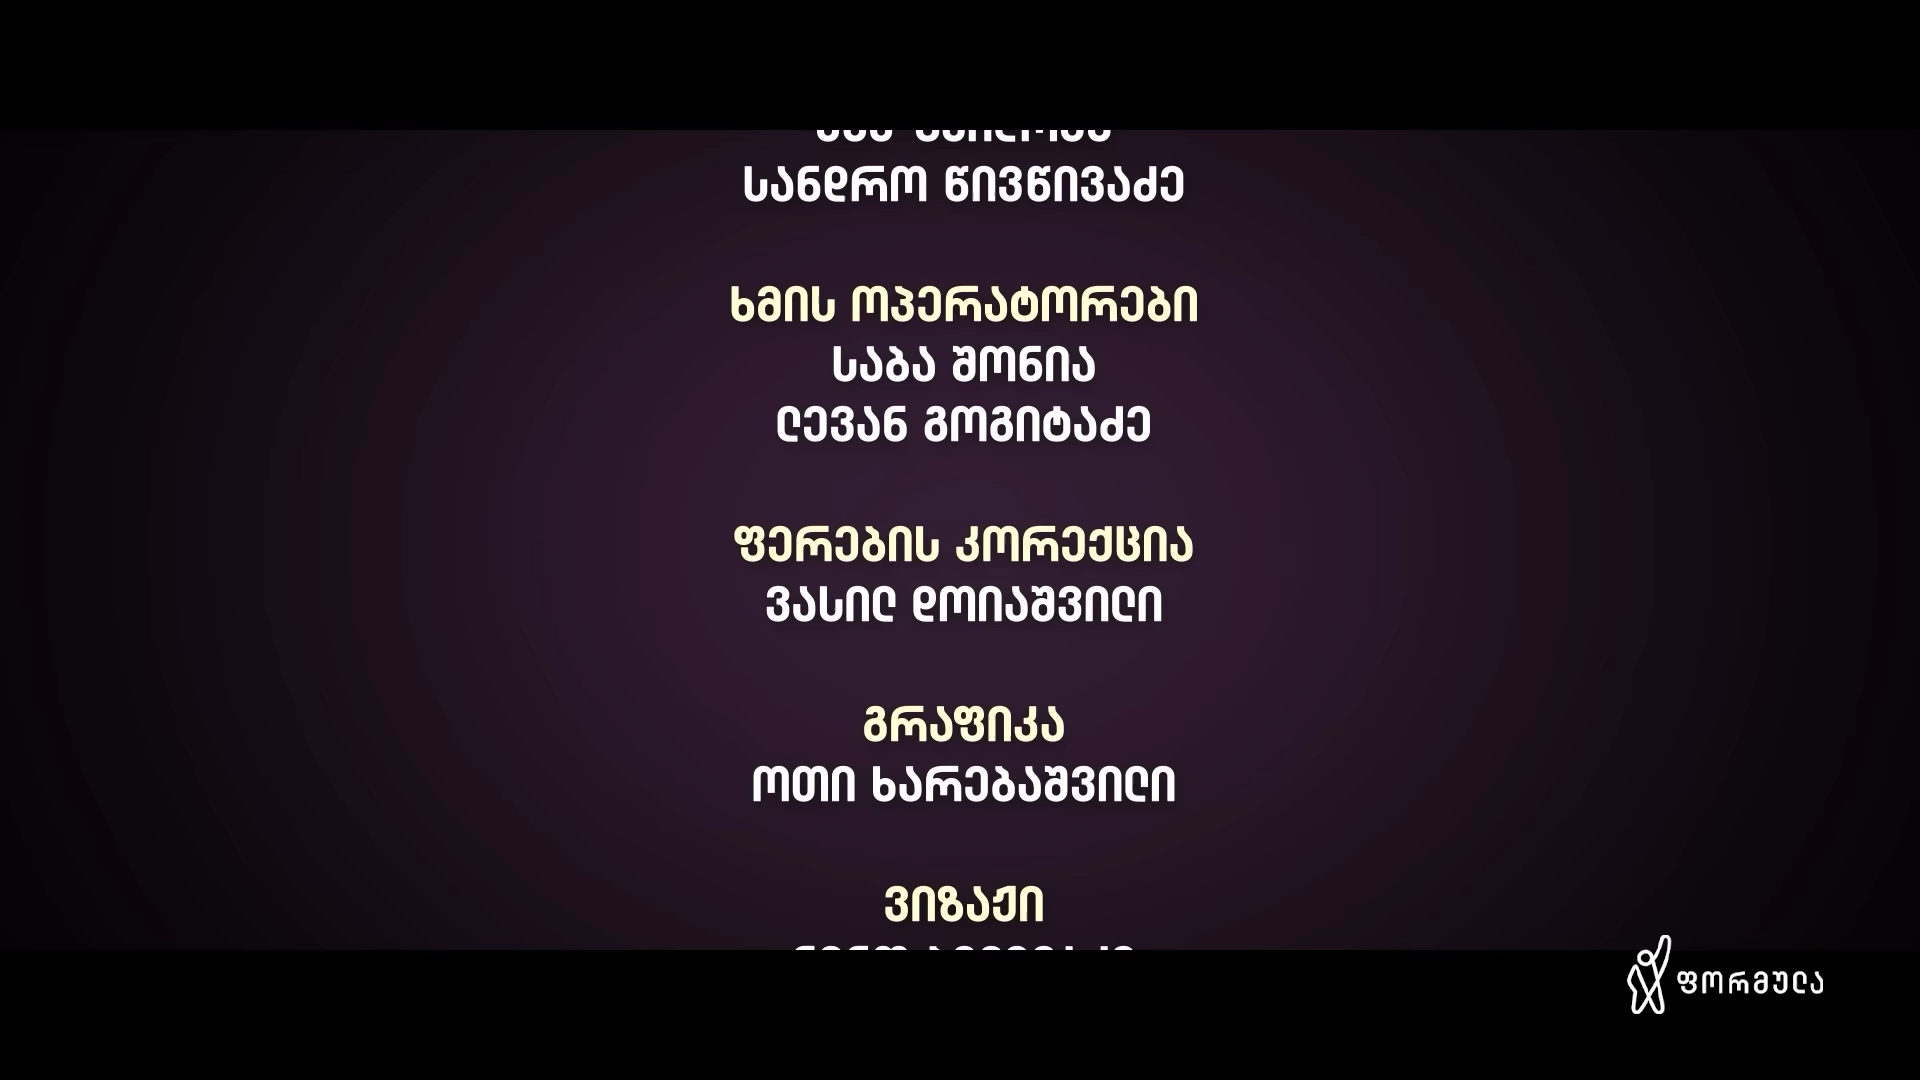 სანდრო წივწივაძე
ხმის ოპერატორები
საბა შონია
ლევან გოგიტაძე
ფერების კორექცია
ვასილ დოიაშვილი
გრაფიკა
ოთი ხარებაშვილი
ვიზაჟი
ფორმულა